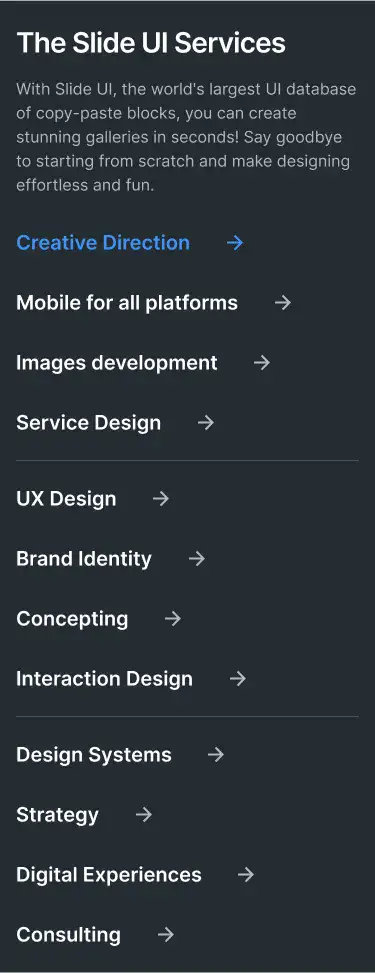 The Slide UI Services
With Slide UI, the world's largest UI database
of copy-paste blocks, you can create
stunning galleries in seconds! Say goodbye
to starting from scratch and make designing
effortless and fun.
Creative Direction →
Mobile for all platforms →
Images development →
Service Design →
UX Design →
Brand Identity →
Concepting →
Interaction Design →
Design Systems →
Strategy →
Digital Experiences →
Consulting →